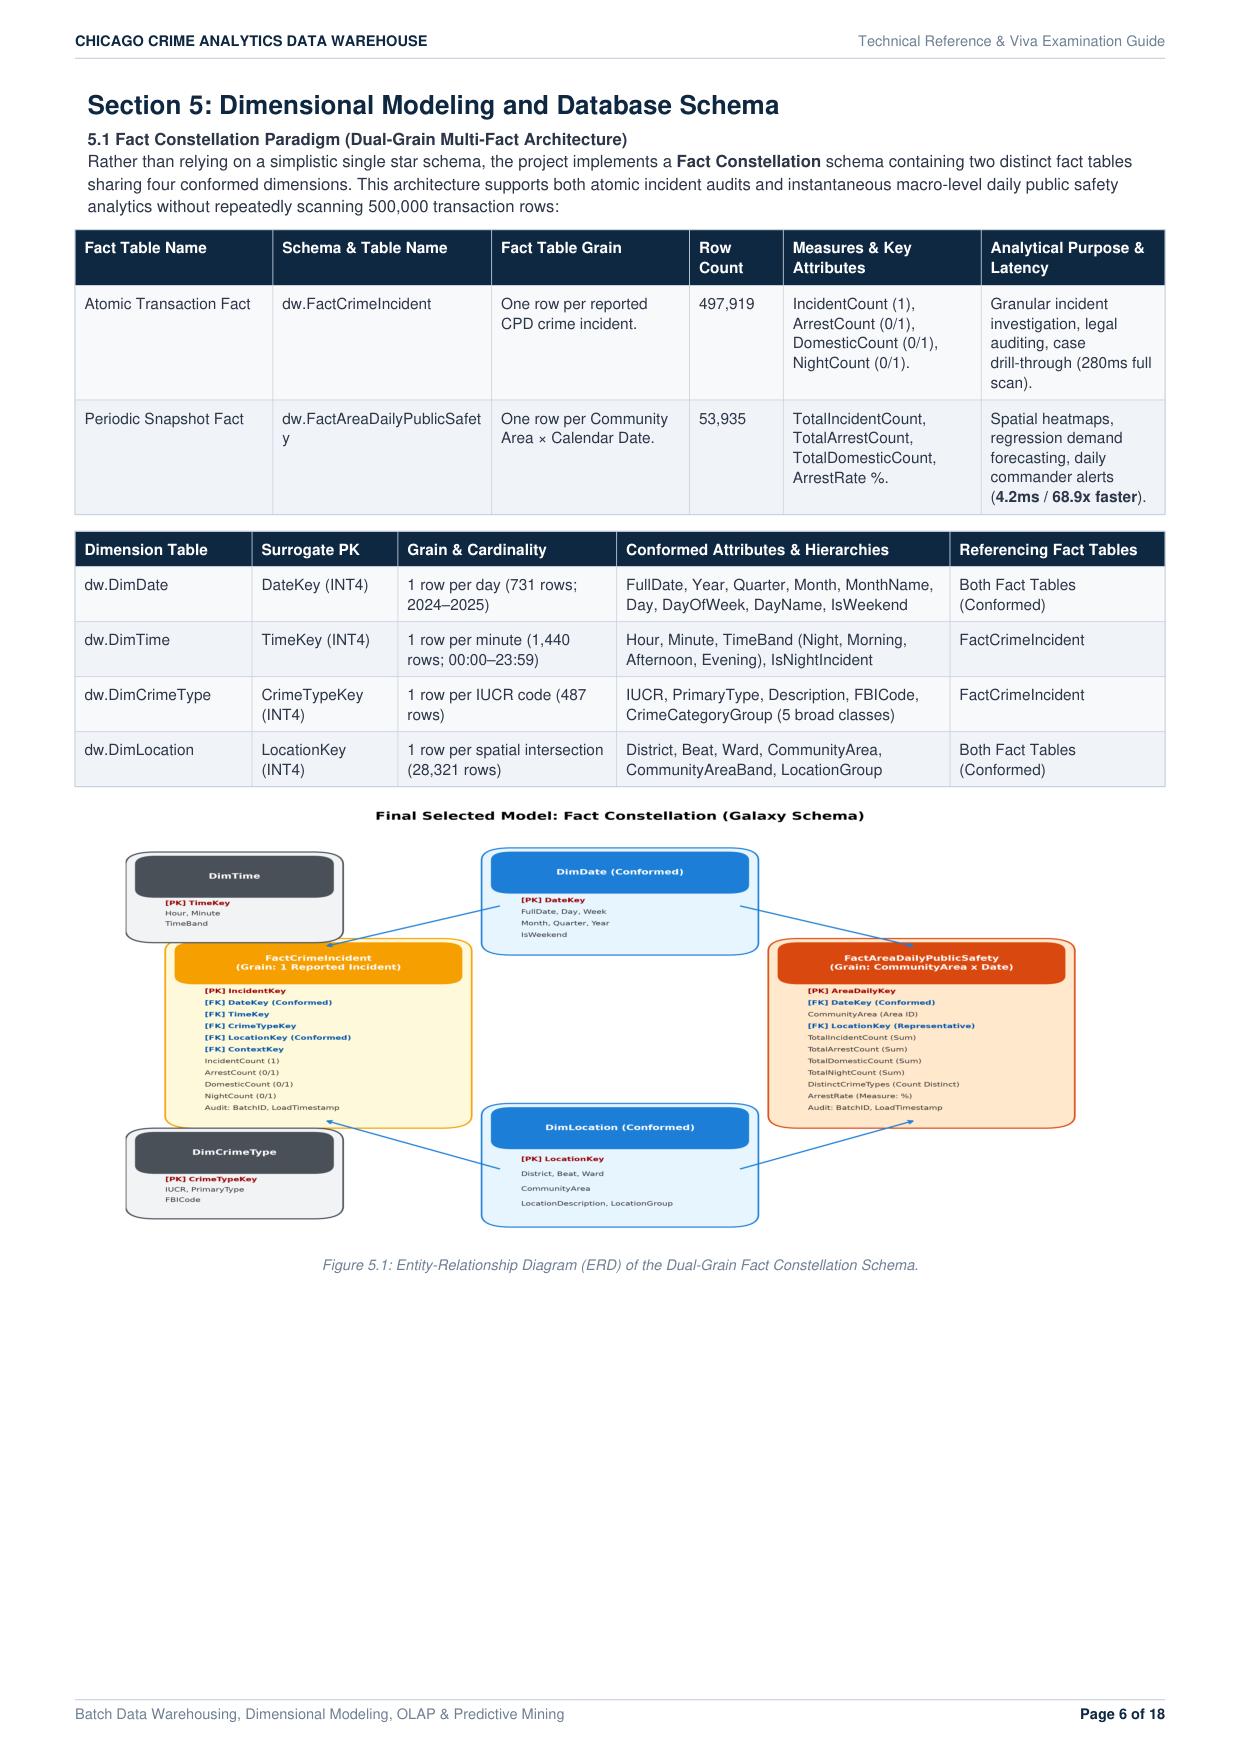 CHICAGO CRIME ANALYTICS DATA WAREHOUSE
Technical Reference & Viva Examination Guide
Section 5: Dimensional Modeling and Database Schema
5.1 Fact Constellation Paradigm (Dual-Grain Multi-Fact Architecture)
Rather than relying on a simplistic single star schema, the project implements a Fact Constellation schema containing two distinct fact tables
sharing four conformed dimensions. This architecture supports both atomic incident audits and instantaneous macro-level daily public safety
analytics without repeatedly scanning 500,000 transaction rows:
Fact Table Name
Schema & Table Name
Fact Table Grain
Row
Count
Measures & Key
Attributes
Analytical Purpose &
Latency
Atomic Transaction Fact
dw.FactCrimeIncident
One row per reported
CPD crime incident.
497,919
IncidentCount (1),
ArrestCount (0/1),
DomesticCount (0/1),
NightCount (0/1).
Granular incident
investigation, legal
auditing, case
drill-through (280ms full
scan).
Periodic Snapshot Fact
dw.FactAreaDailyPublicSafet
y
One row per Community
Area × Calendar Date.
53,935
TotalIncidentCount,
TotalArrestCount,
TotalDomesticCount,
ArrestRate %.
Spatial heatmaps,
regression demand
forecasting, daily
commander alerts
(4.2ms / 68.9x faster).
Dimension Table
Surrogate PK
Grain & Cardinality
Conformed Attributes & Hierarchies
Referencing Fact Tables
dw.DimDate
DateKey (INT4)
1 row per day (731 rows;
2024–2025)
FullDate, Year, Quarter, Month, MonthName,
Day, DayOfWeek, DayName, IsWeekend
Both Fact Tables
(Conformed)
dw.DimTime
TimeKey (INT4)
1 row per minute (1,440
rows; 00:00–23:59)
Hour, Minute, TimeBand (Night, Morning,
Afternoon, Evening), IsNightIncident
FactCrimeIncident
dw.DimCrimeType
CrimeTypeKey
(INT4)
1 row per IUCR code (487
rows)
IUCR, PrimaryType, Description, FBICode,
CrimeCategoryGroup (5 broad classes)
FactCrimeIncident
dw.DimLocation
LocationKey
(INT4)
1 row per spatial intersection
(28,321 rows)
District, Beat, Ward, CommunityArea,
CommunityAreaBand, LocationGroup
Both Fact Tables
(Conformed)
Final Selected Model: Fact Constellation (Galaxy Schema)
DimTime
[PK] TimeKey
Hour, Minute
TimeBand
DimDate (Conformed)
[PK] DateKey
FullDate, Day, Week
Month, Quarter, Year
IsWeekend
FactCrimeIncident
(Grain: 1 Reported Incident)
[PK] IncidentKey
[FK] DateKey (Conformed)
[FK] TimeKey
[FK] CrimeTypeKey
[FK] LocationKey (Conformed)
[FK] ContextKey
IncidentCount (1)
ArrestCount (0/1)
DomesticCount (0/1)
NightCount (0/1)
Audit: BatchID, LoadTimestamp
FactAreaDailyPublicSafety
(Grain: CommunityArea x Date)
[PK] AreaDailyKey
[FK] DateKey (Conformed)
CommunityArea (Area ID)
[FK] LocationKey (Representative)
TotalIncidentCount (Sum)
TotalArrestCount (Sum)
TotalDomesticCount (Sum)
TotalNightCount (Sum)
DistinctCrimeTypes (Count Distinct)
ArrestRate (Measure: %)
Audit: BatchID, LoadTimestamp
DimCrimeType
[PK] CrimeTypeKey
IUCR, PrimaryType
FBICode
DimLocation (Conformed)
[PK] LocationKey
District, Beat, Ward
CommunityArea
LocationDescription, LocationGroup
Figure 5.1: Entity-Relationship Diagram (ERD) of the Dual-Grain Fact Constellation Schema.
Batch Data Warehousing, Dimensional Modeling, OLAP & Predictive Mining
Page 6 of 18